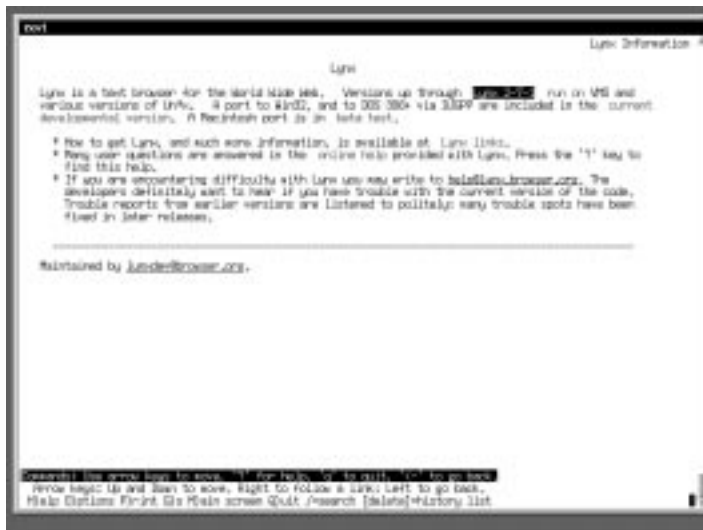 novi
Lynx Information
Lynx
Lynx is a text browser for the World Wide Web. Versions up through Lynx 2-7-2 run on VMS and
various versions of Un*x. A port to Win32, and to DOS 386+ via DJGPP are included in the current
developmental version. A Macintosh port is in beta test.
* How to get Lynx, and much more information, is available at Lynx links.
* Many user questions are answered in the online help provided with Lynx. Press the '?' key to
find this help.
* If you are encountering difficulty with Lynx you may write to help@lynx.browser.org. The
developers definitely want to hear if you have trouble with the current version of the code.
Trouble reports from earlier versions are listened to politely; many trouble spots have been
fixed in later releases.
Maintained by lynxdev@browser.org.
Commands: Use arrow keys to move, '?' for help, 'q' to quit, '<-' to go back.
Arrow keys: Up and Down to move. Right to follow a link; Left to go back.
H)elp O)ptions P)rint G)o M)ain screen Q)uit /=search [delete]=history list